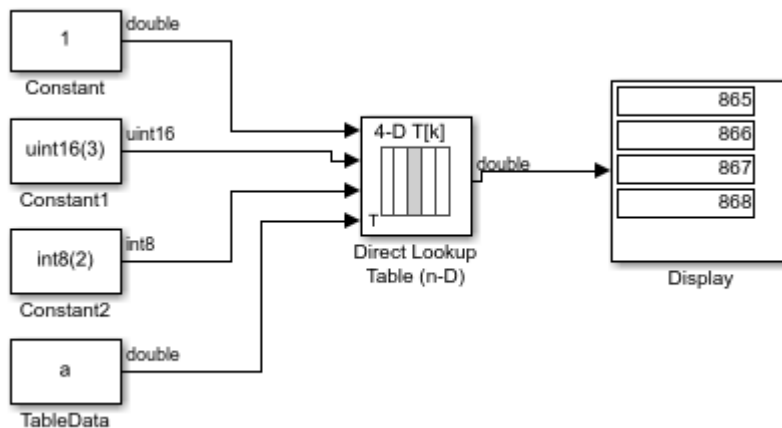 1
double
Constant
uint16(3)
uint16
Constant1
int8(2)
int8
Constant2
a
double
TableData
4-D T[k]
T
Direct Lookup
Table (n-D)
double
865
866
867
868
Display